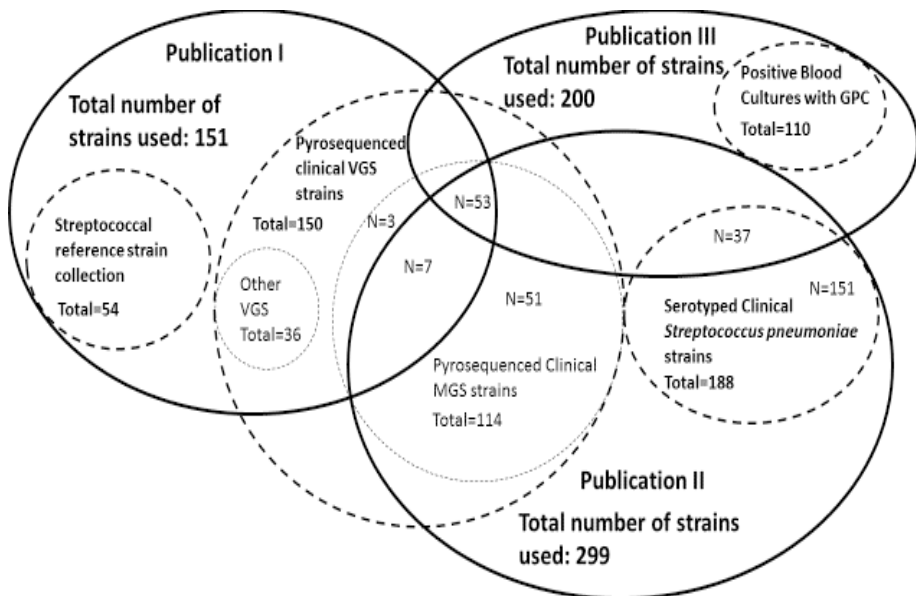 Publication I
Total number of
strains used: 151
Streptococcal
reference strain
collection
Total=54
Pyrosequenced
clinical VGS
strains
Total=150
Other
VGS
Total=36
N=3
N=53
N=7
N=51
Pyrosequenced Clinical
MGS strains
Total=114
Publication III
Total number of strains
used: 200
Positive Blood
Cultures with GPC
Total=110
N=37
N=151
Serotyped Clinical
Streptococcus pneumoniae
strains
Total=188
Publication II
Total number of strains
used: 299